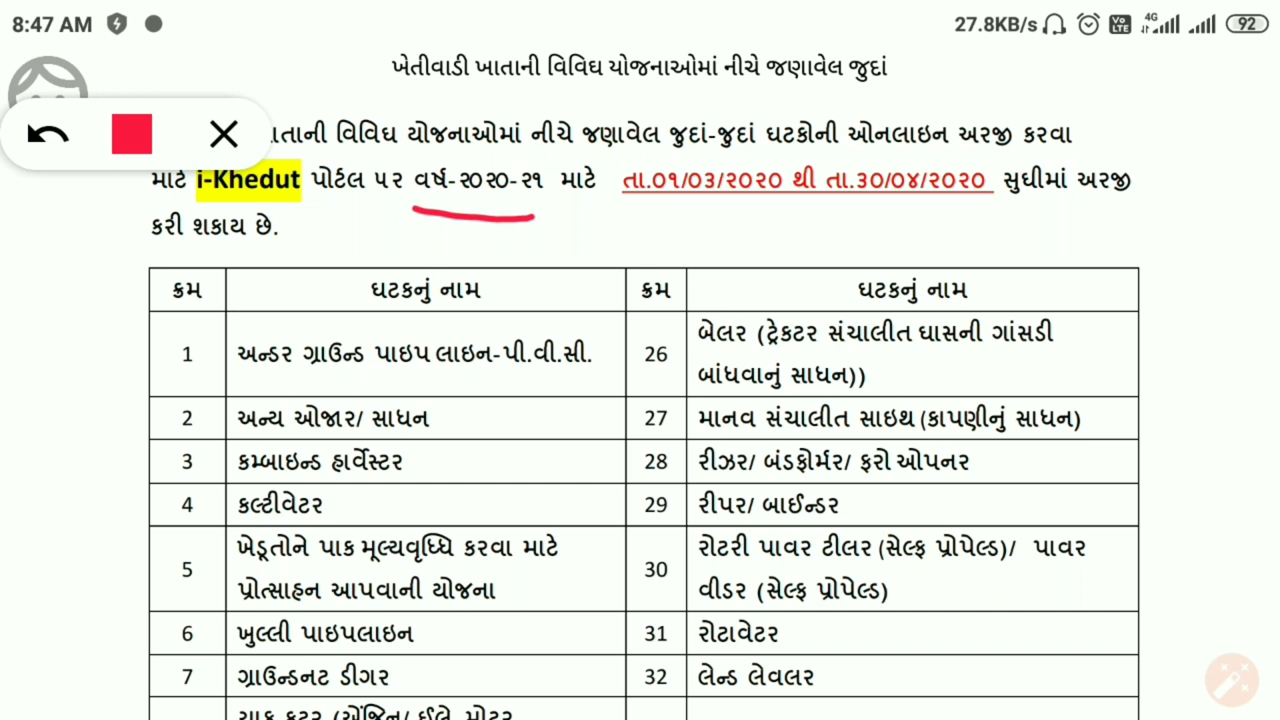 8:47 AM
27.8KB/s
4G
Vo LTE
92
ખેતીવાડી ખાતાની વિવિધ યોજનાઓમાં નીચે જણાવેલ જુદાં
ાતાની વિવિધ યોજનાઓમાં નીચે જણાવેલ જુદાં-જુદાં ઘટકોની ઓનલાઇન અરજી કરવા
માટે i-Khedut પોર્ટલ પર વર્ષ-૨૦૨૦-૨૧ માટે તા.૦૧/૦૩/૨૦૨૦ થી તા.૩૦/૦૪/૨૦૨૦ સુધીમાં અરજી
કરી શકાય છે.
ક્રમ ઘટકનું નામ ક્રમ ઘટકનું નામ
1 અન્ડર ગ્રાઉન્ડ પાઇપ લાઇન-પી.વી.સી. 26 બેલર (ટ્રેકટર સંચાલીત ઘાસની ગાંસડી
બાંધવાનું સાધન))
2 અન્ય ઓજાર/ સાધન 27 માનવ સંચાલીત સાઇથ (કાપણીનું સાધન)
3 કમ્બાઇન્ડ હાર્વેસ્ટર 28 રીઝર/ બંડફોર્મર/ ફરો ઓપનર
4 કલ્ટીવેટર 29 રીપર/ બાઈન્ડર
5 ખેડૂતોને પાક મૂલ્યવૃધ્ધિ કરવા માટે
પ્રોત્સાહન આપવાની યોજના 30 રોટરી પાવર ટીલર (સેલ્ફ પ્રોપેલ્ડ)/ પાવર
વીડર (સેલ્ફ પ્રોપેલ્ડ)
6 ખુલ્લી પાઇપલાઇન 31 રોટાવેટર
7 ગ્રાઉન્ડનટ ડીગર 32 લેન્ડ લેવલર